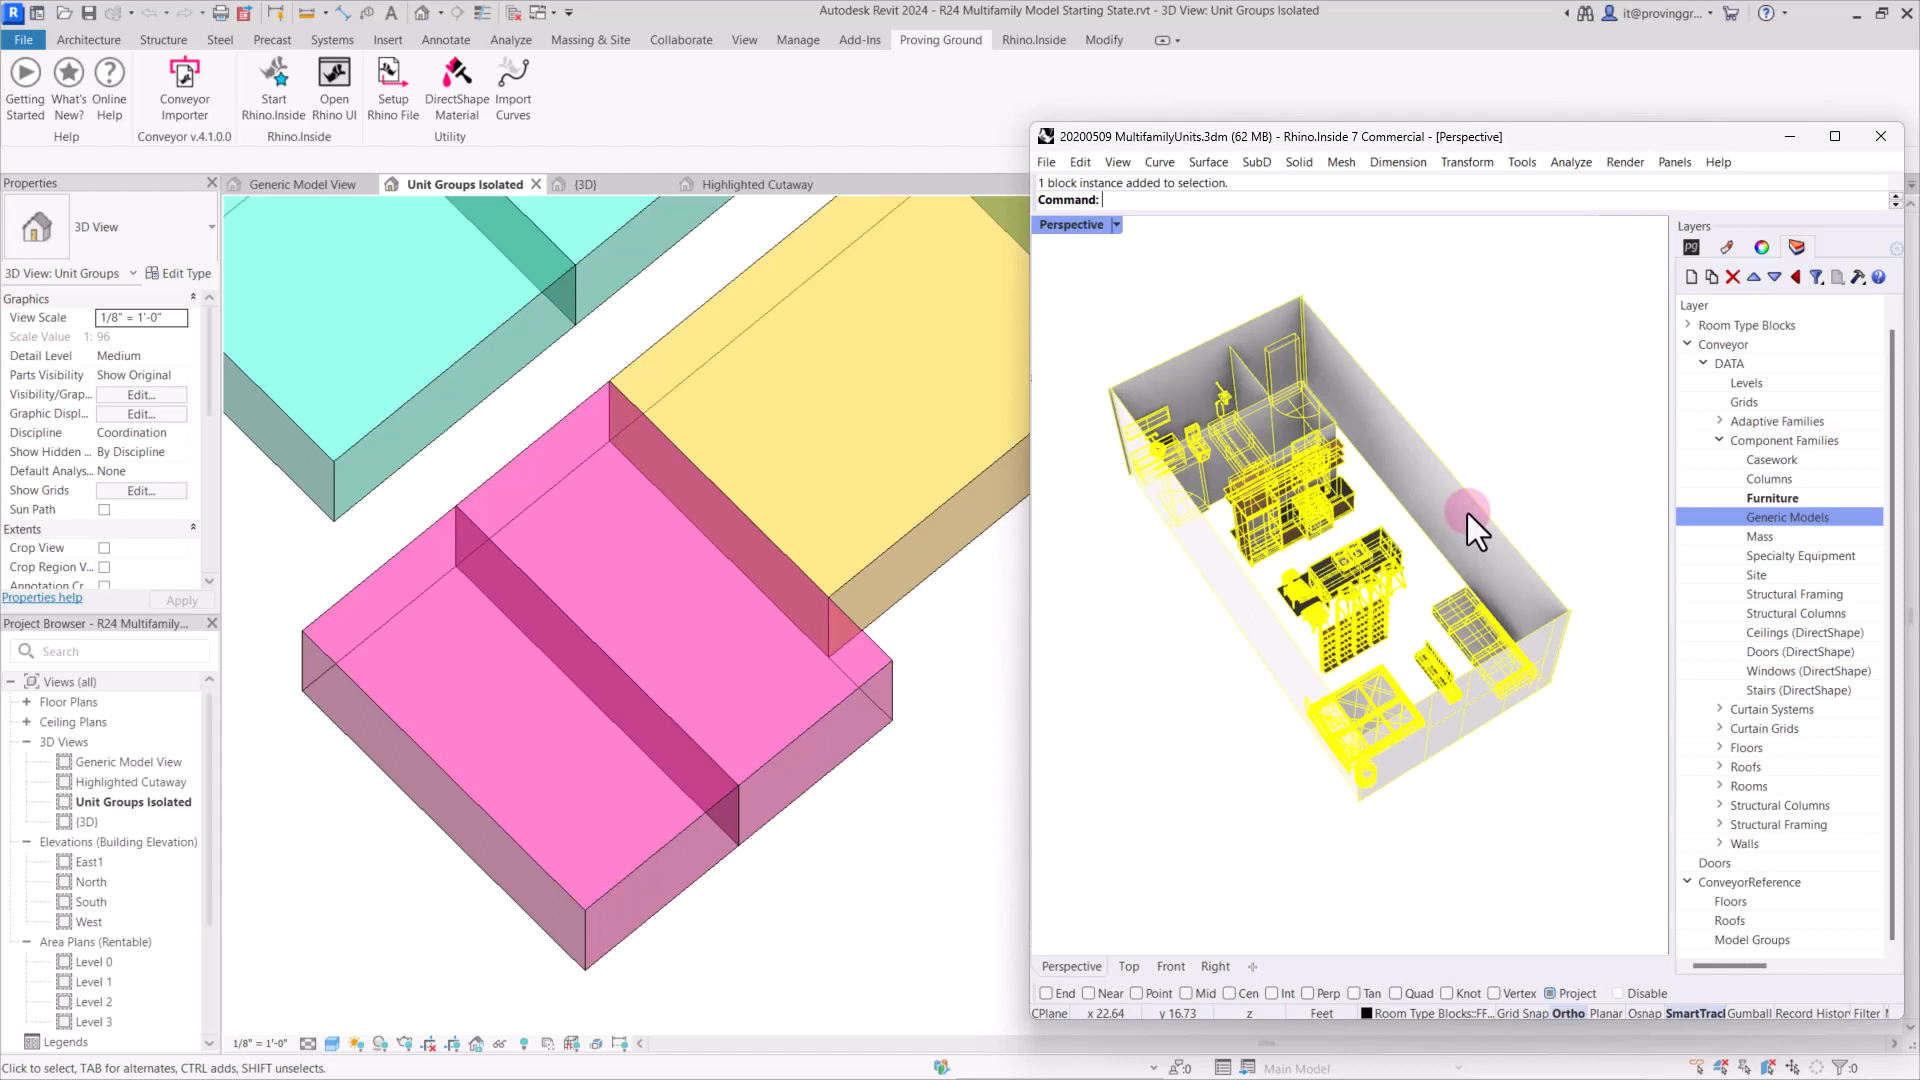 Autodesk Revit 2024 - R24 Multifamily Model Starting State.rvt - 3D View: Unit Groups Isolated
it@provinggr...
File Architecture Structure Steel Precast Systems Insert Annotate Analyze Massing & Site Collaborate View Manage Add-Ins Proving Ground Rhino.Inside Modify
Getting Started What's New? Online Help Conveyor Importer Start Rhino.Inside Open Rhino UI Setup Rhino File DirectShape Material Import Curves
Help Conveyor v.4.1.0.0 Rhino.Inside Utility
Properties
Generic Model View Unit Groups Isolated {3D} Highlighted Cutaway
3D View
3D View: Unit Groups Edit Type
Graphics
View Scale 1/8" = 1'-0"
Scale Value 1: 96
Detail Level Medium
Parts Visibility Show Original
Visibility/Grap... Edit...
Graphic Displ... Edit...
Discipline Coordination
Show Hidden ... By Discipline
Default Analys... None
Show Grids Edit...
Sun Path
Extents
Crop View
Crop Region V...
Annotation Cr...
Properties help Apply
Project Browser - R24 Multifamily...
Search
Views (all)
Floor Plans
Ceiling Plans
3D Views
Generic Model View
Highlighted Cutaway
Unit Groups Isolated
{3D}
Elevations (Building Elevation)
East1
North
South
West
Area Plans (Rentable)
Level 0
Level 1
Level 2
Level 3
Legends
1/8" = 1'-0"
Click to select, TAB for alternates, CTRL adds, SHIFT unselects.
:0 Main Model :0
20200509 MultifamilyUnits.3dm (62 MB) - Rhino.Inside 7 Commercial - [Perspective]
File Edit View Curve Surface SubD Solid Mesh Dimension Transform Tools Analyze Render Panels Help
1 block instance added to selection.
Command:
Perspective
Layers
pg
Layer
Room Type Blocks
Conveyor
DATA
Levels
Grids
Adaptive Families
Component Families
Casework
Columns
Furniture
Generic Models
Mass
Specialty Equipment
Site
Structural Framing
Structural Columns
Ceilings (DirectShape)
Doors (DirectShape)
Windows (DirectShape)
Stairs (DirectShape)
Curtain Systems
Curtain Grids
Floors
Roofs
Rooms
Structural Columns
Structural Framing
Walls
Doors
ConveyorReference
Floors
Roofs
Model Groups
Perspective Top Front Right
End Near Point Mid Cen Int Perp Tan Quad Knot Vertex Project Disable
CPlane x 22.64 y 16.73 z Feet Room Type Blocks::FF... Grid Snap Ortho Planar Osnap SmartTracl Gumball Record Histor Filter